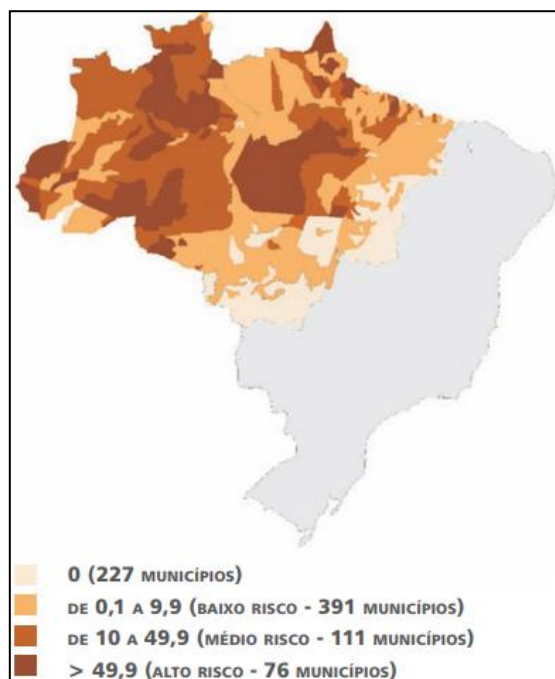 0 (227 MUNICÍPIOS)
DE 0,1 A 9,9 (BAIXO RISCO - 391 MUNICÍPIOS)
DE 10 A 49,9 (MÉDIO RISCO - 111 MUNICÍPIOS)
> 49,9 (ALTO RISCO - 76 MUNICÍPIOS)